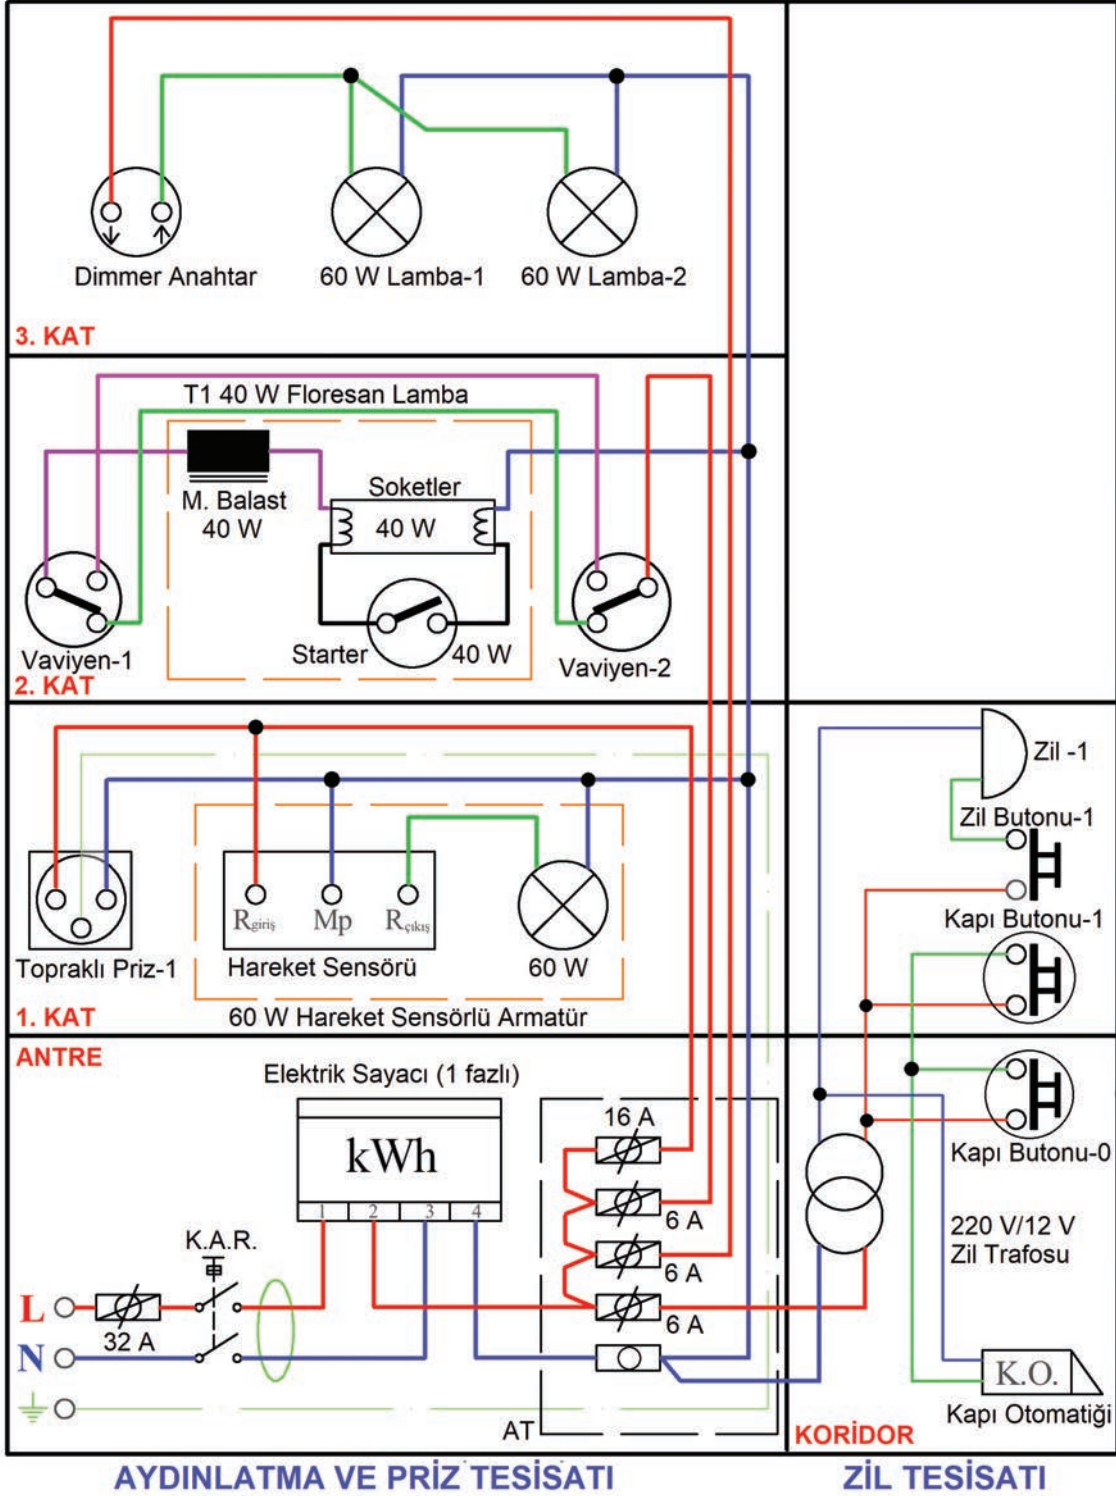 Dimmer Anahtar
60 W Lamba-1
60 W Lamba-2
3. KAT
T1 40 W Floresan Lamba
M. Balast
40 W
Soketler
40 W
Starter
40 W
Vaviyen-1
Vaviyen-2
2. KAT
Zil -1
Zil Butonu-1
Rgiriş
Mp
Rçıkış
Topraklı Priz-1
Hareket Sensörü
60 W
Kapı Butonu-1
1. KAT
60 W Hareket Sensörlü Armatür
ANTRE
Elektrik Sayacı (1 fazlı)
kWh
1 2 3 4
16 A
6 A
6 A
6 A
Kapı Butonu-0
220 V/12 V
Zil Trafosu
K.A.R.
L
32 A
N
K.O.
Kapı Otomatiği
AT
KORİDOR
AYDINLATMA VE PRİZ TESİSATI
ZİL TESİSATI